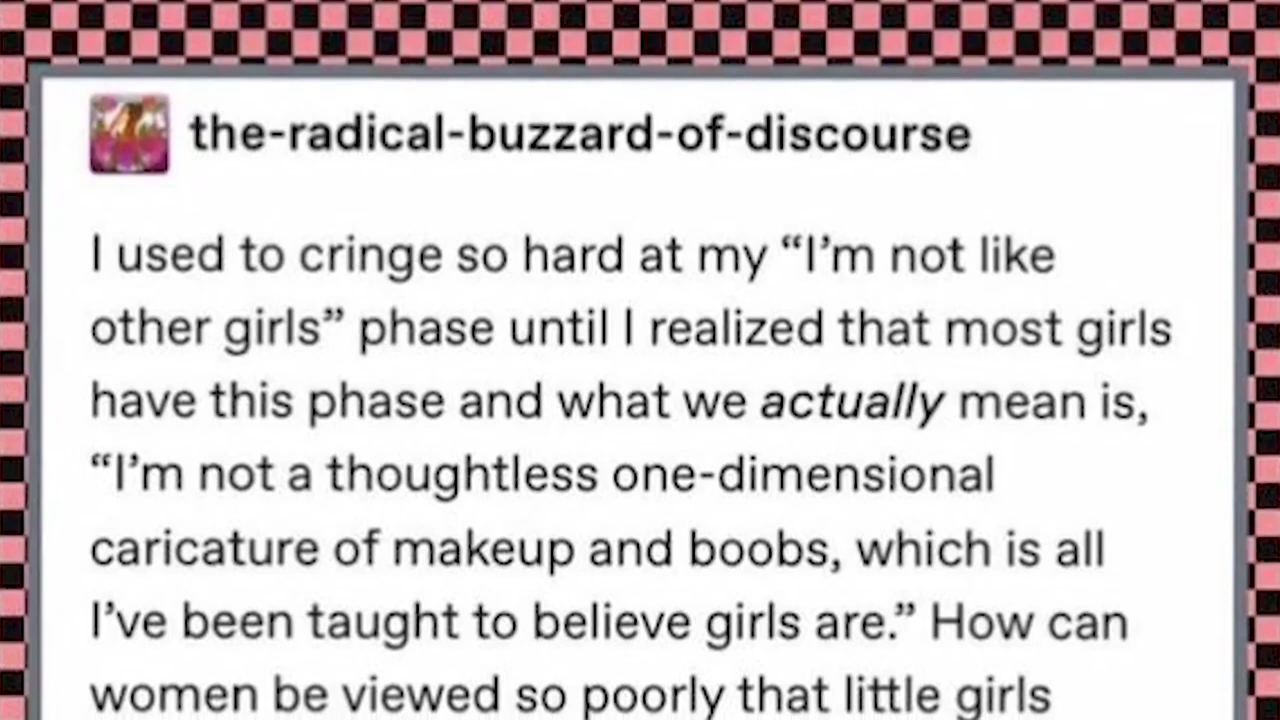 the-radical-buzzard-of-discourse
I used to cringe so hard at my “I’m not like
other girls” phase until I realized that most girls
have this phase and what we actually mean is,
“I’m not a thoughtless one-dimensional
caricature of makeup and boobs, which is all
I’ve been taught to believe girls are.” How can
women be viewed so poorly that little girls